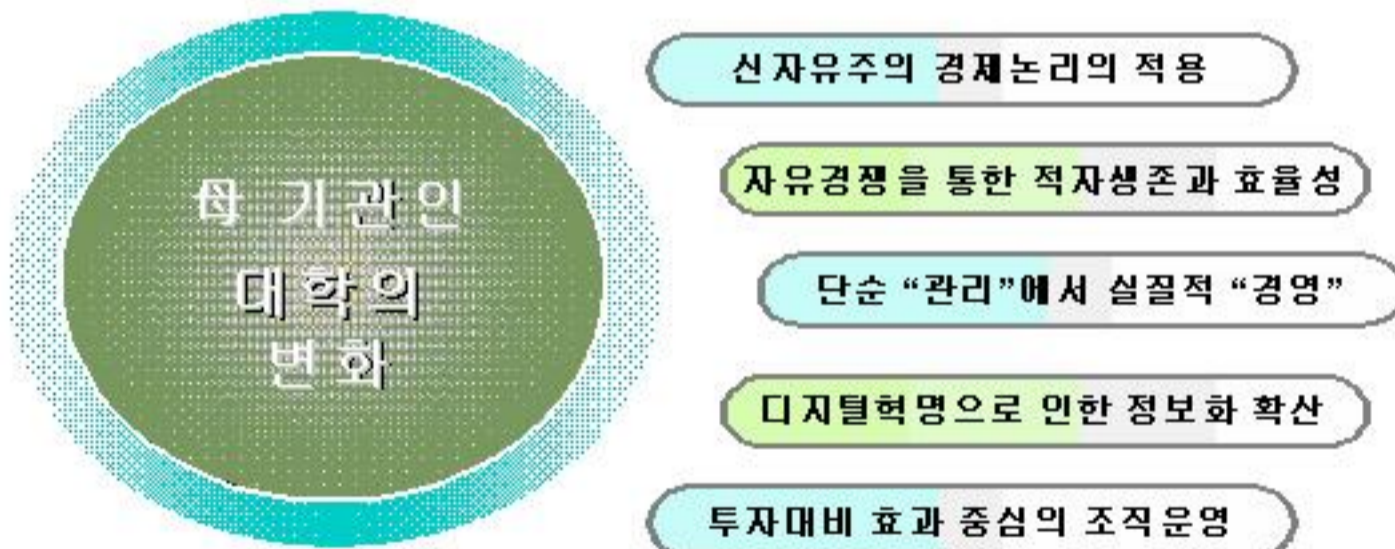 母 기관인
대학의
변화
신자유주의 경제논리의 적용
자유경쟁을 통한 적자생존과 효율성
단순 “관리”에서 실질적 “경영”
디지털혁명으로 인한 정보화 확산
투자대비 효과 중심의 조직운영